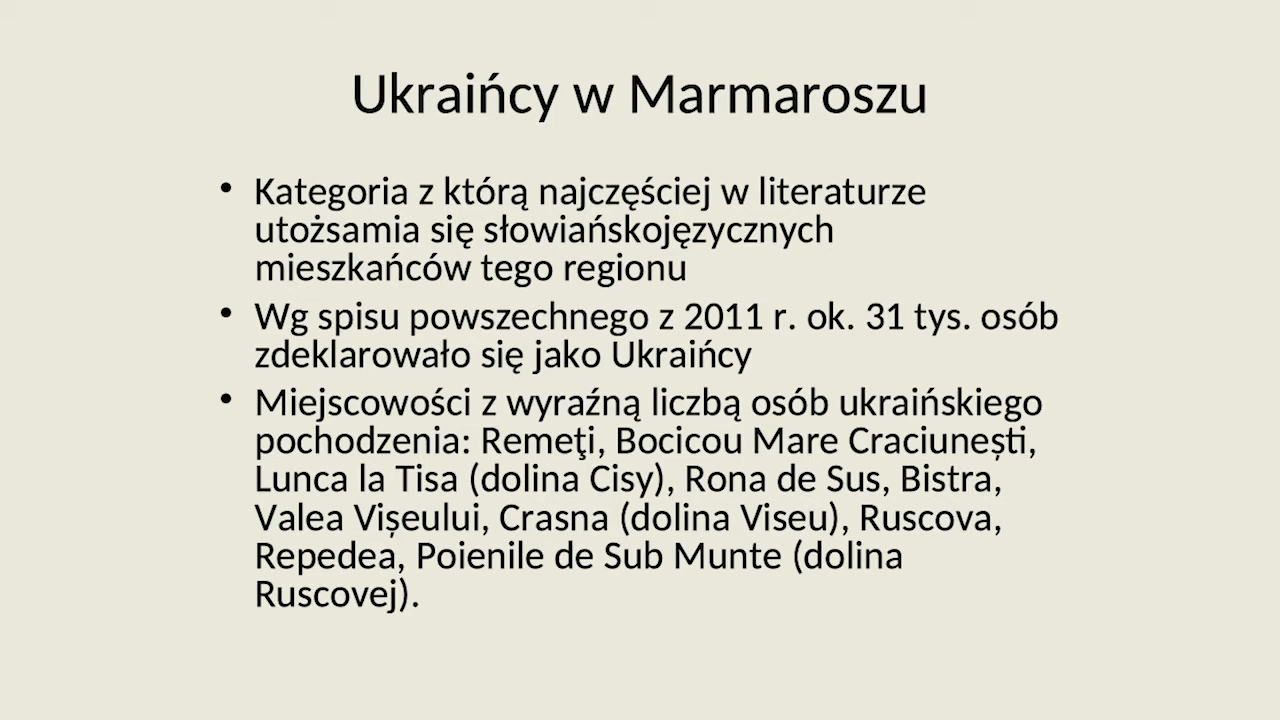 Ukraińcy w Marmaroszu
• Kategoria z którą najczęściej w literaturze
utożsamia się słowiańskojęzycznych
mieszkańców tego regionu
• Wg spisu powszechnego z 2011 r. ok. 31 tys. osób
zdeklarowało się jako Ukraińcy
• Miejscowości z wyraźną liczbą osób ukraińskiego
pochodzenia: Remeţi, Bocicou Mare Craciunești,
Lunca la Tisa (dolina Cisy), Rona de Sus, Bistra,
Valea Vișeului, Crasna (dolina Viseu), Ruscova,
Repedea, Poienile de Sub Munte (dolina
Ruscovej).